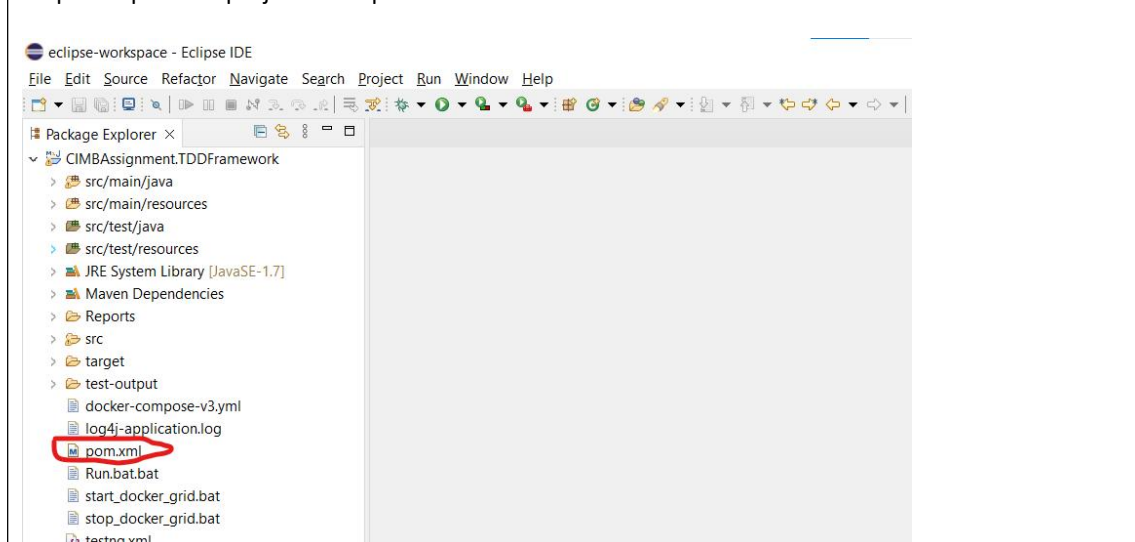 eclipse-workspace - Eclipse IDE
File Edit Source Refactor Navigate Search Project Run Window Help
Package Explorer
CIMBAssignment.TDDFramework
src/main/java
src/main/resources
src/test/java
src/test/resources
JRE System Library [JavaSE-1.7]
Maven Dependencies
Reports
src
target
test-output
docker-compose-v3.yml
log4j-application.log
pom.xml
Run.bat.bat
start_docker_grid.bat
stop_docker_grid.bat
testng.xml